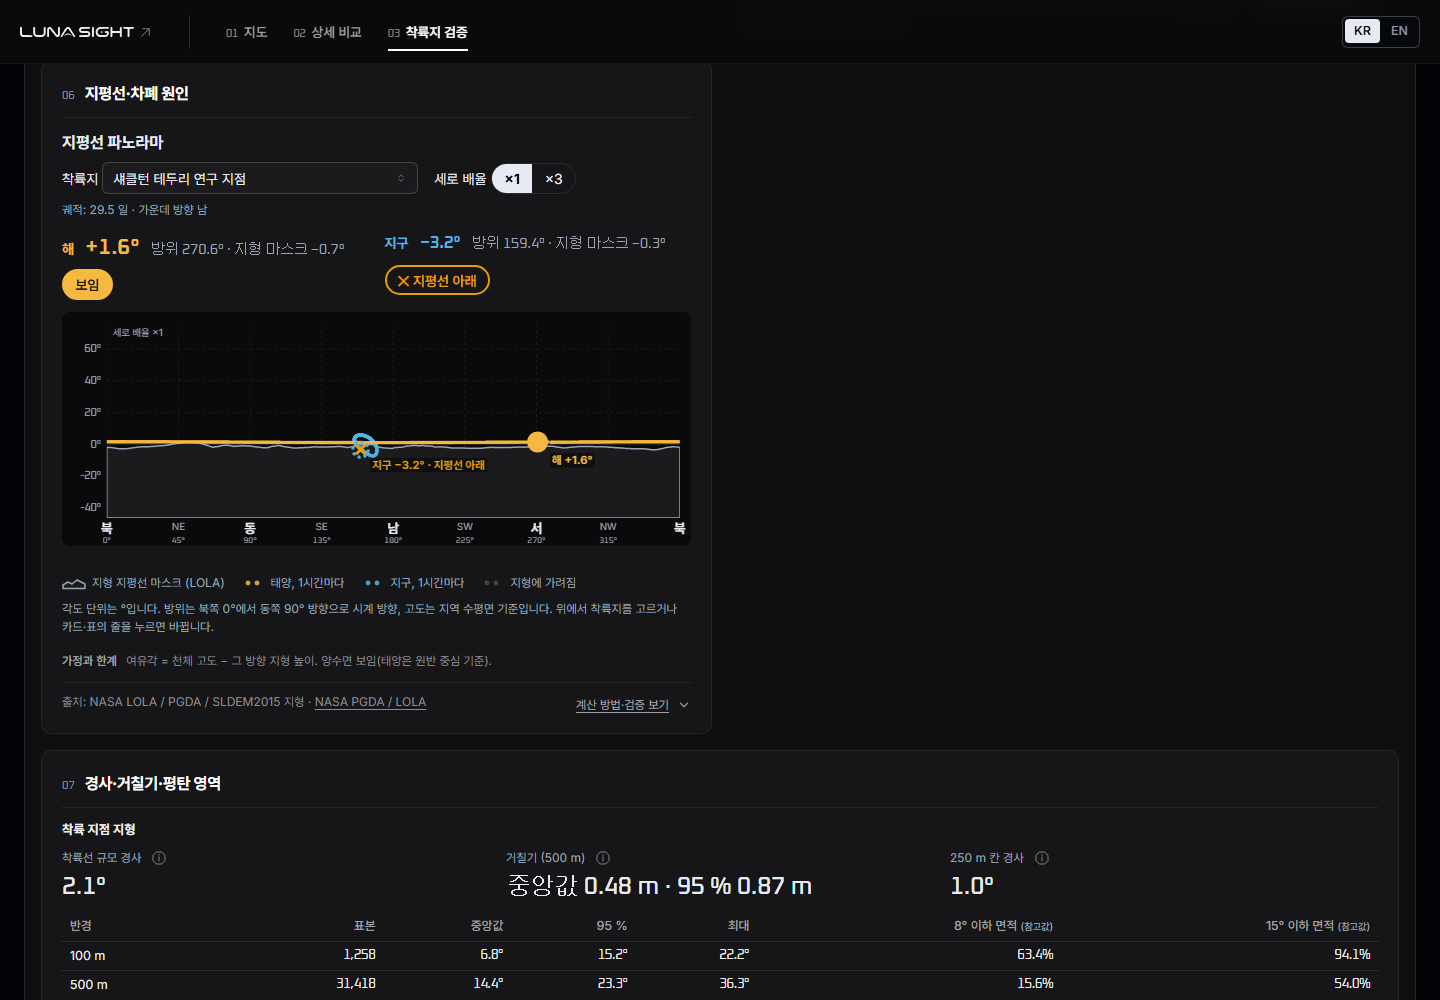 LUNA SIGHT
01 지도
02 상세 비교
03 착륙지 검증
KR EN
06 지평선·차폐 원인
지평선 파노라마
착륙지 섀클턴 테두리 연구 지점 세로 배율 ×1 ×3
궤적: 29.5 일 · 가운데 방향 남
해 +1.6° 방위 270.6° · 지형 마스크 −0.7°
보임
지구 −3.2° 방위 159.4° · 지형 마스크 −0.3°
✕ 지평선 아래
세로 배율 ×1
60°
40°
20°
0°
-20°
-40°
지구 −3.2° · 지평선 아래
해 +1.6°
북 NE 동 SE 남 SW 서 NW 북
0° 45° 90° 135° 180° 225° 270° 315°
지형 지평선 마스크 (LOLA) 태양, 1시간마다 지구, 1시간마다 지형에 가려짐
각도 단위는 °입니다. 방위는 북쪽 0°에서 동쪽 90° 방향으로 시계 방향, 고도는 지역 수평면 기준입니다. 위에서 착륙지를 고르거나
카드·표의 줄을 누르면 바뀝니다.
가정과 한계 여유각 = 천체 고도 − 그 방향 지형 높이. 양수면 보임(태양은 원반 중심 기준).
출처: NASA LOLA / PGDA / SLDEM2015 지형 · NASA PGDA / LOLA
계산 방법·검증 보기
07 경사·거칠기·평탄 영역
착륙 지점 지형
착륙선 규모 경사
2.1°
거칠기 (500 m)
중앙값 0.48 m · 95 % 0.87 m
250 m 칸 경사
1.0°
반경 표본 중앙값 95 % 최대 8° 이하 면적 (참고값) 15° 이하 면적 (참고값)
100 m 1,258 6.8° 15.2° 22.2° 63.4% 94.1%
500 m 31,418 14.4° 23.3° 36.3° 15.6% 54.0%